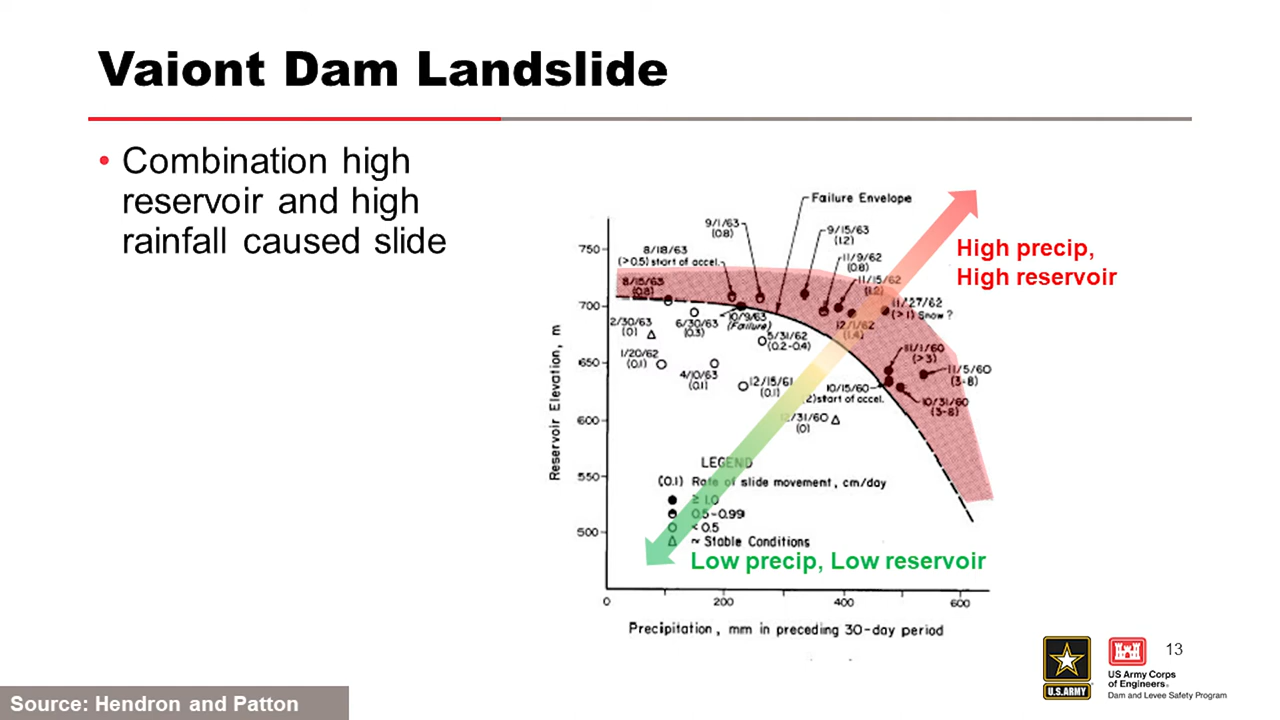 Vaiont Dam Landslide
• Combination high
reservoir and high
rainfall caused slide
Failure Envelope
9/1/63
(0.8)
9/15/63
(1.2)
8/18/63
(>0.5) start of accel.
11/9/62
(0.8)
11/15/62
(1.2)
High precip,
High reservoir
8/15/63
(0.8)
11/27/62
(>1) Snow ?
2/30/63
(0)
6/30/63
(0.3)
10/9/63
(Failure)
12/1/62
(1.4)
5/31/62
(0.2-0.4)
1/20/62
(0.1)
4/10/63
(0.1)
12/15/61
(0.1)
11/1/60
(>3)
11/5/60
(3-8)
10/15/60
(2) start of accel.
10/31/60
(3-8)
12/31/60
(0)
750
700
650
600
550
500
Reservoir Elevation, m
LEGEND
(0.1) Rate of slide movement, cm/day
≥ 1.0
0.5-0.99
< 0.5
~ Stable Conditions
Low precip, Low reservoir
0
200
400
600
Precipitation, mm in preceding 30-day period
U.S.ARMY
US Army Corps
of Engineers®
Dam and Levee Safety Program
13
Source: Hendron and Patton